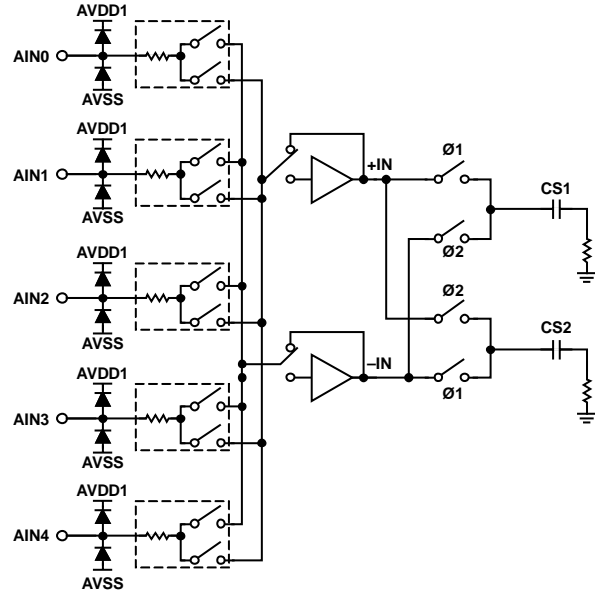 AVDD1
AIN0
AVSS
AVDD1
AIN1
AVSS
AVDD1
AIN2
AVSS
AVDD1
AIN3
AVSS
AVDD1
AIN4
AVSS
+IN
–IN
Ø1
Ø2
Ø2
Ø1
CS1
CS2